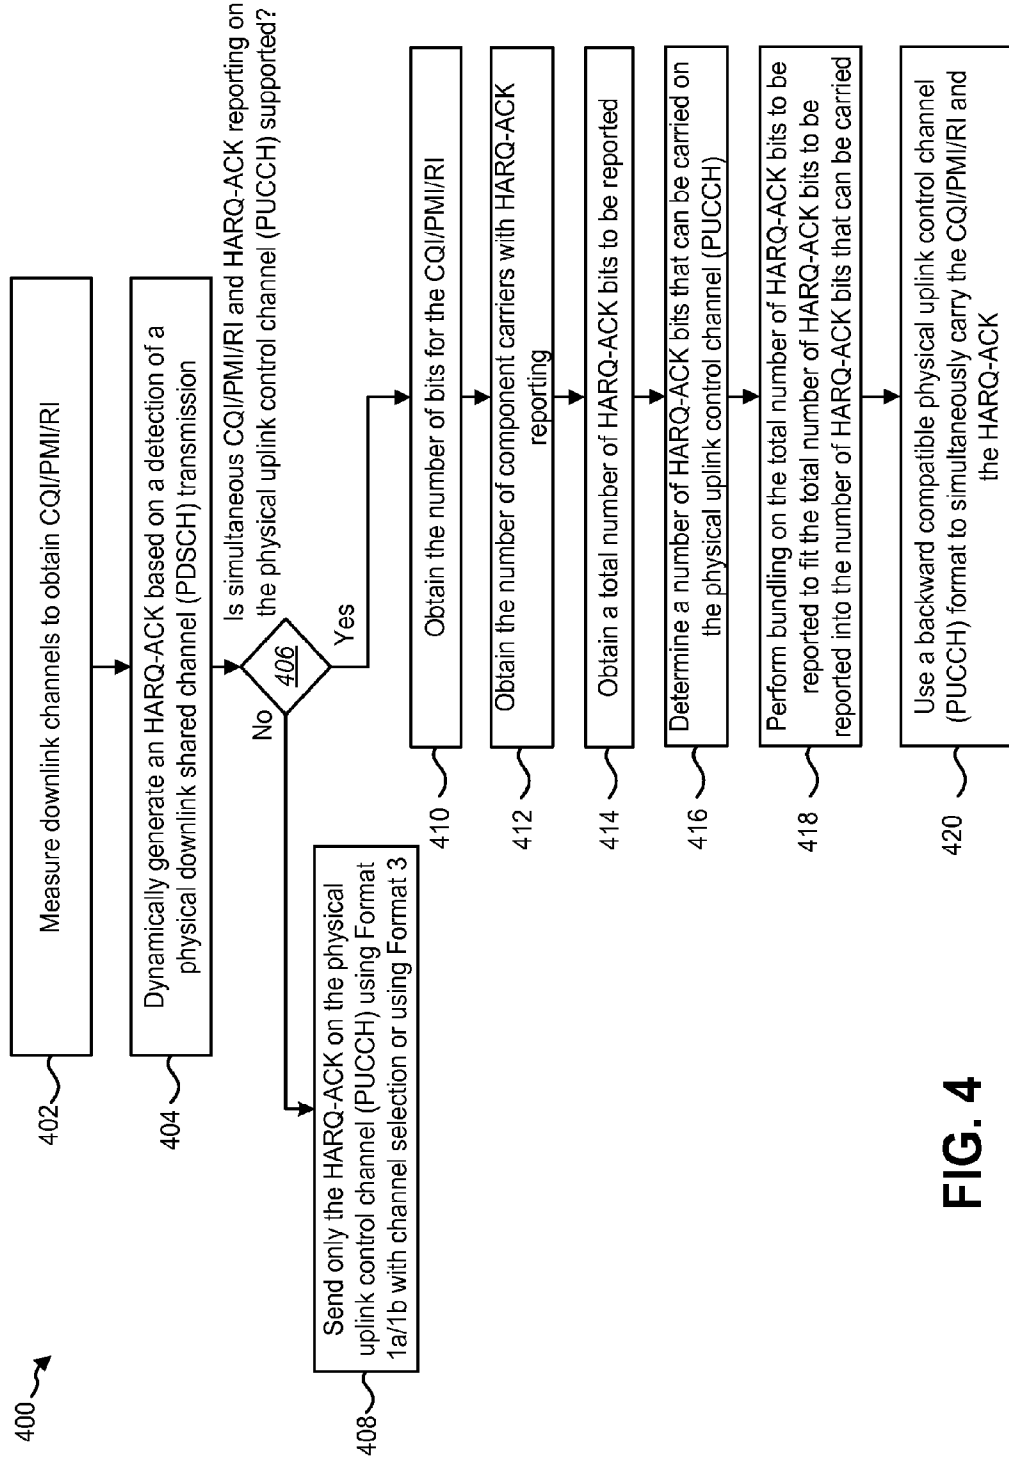 400
402
Measure downlink channels to obtain CQI/PMI/RI
404
Dynamically generate an HARQ-ACK based on a detection of a
physical downlink shared channel (PDSCH) transmission
Is simultaneous CQI/PMI/RI and HARQ-ACK reporting on
the physical uplink control channel (PUCCH) supported?
406
No
Yes
408
Send only the HARQ-ACK on the physical
uplink control channel (PUCCH) using Format
1a/1b with channel selection or using Format 3
410
Obtain the number of bits for the CQI/PMI/RI
412
Obtain the number of component carriers with HARQ-ACK
reporting
414
Obtain a total number of HARQ-ACK bits to be reported
416
Determine a number of HARQ-ACK bits that can be carried on
the physical uplink control channel (PUCCH)
418
Perform bundling on the total number of HARQ-ACK bits to be
reported to fit the total number of HARQ-ACK bits to be
reported into the number of HARQ-ACK bits that can be carried
420
Use a backward compatible physical uplink control channel
(PUCCH) format to simultaneously carry the CQI/PMI/RI and
the HARQ-ACK
FIG. 4